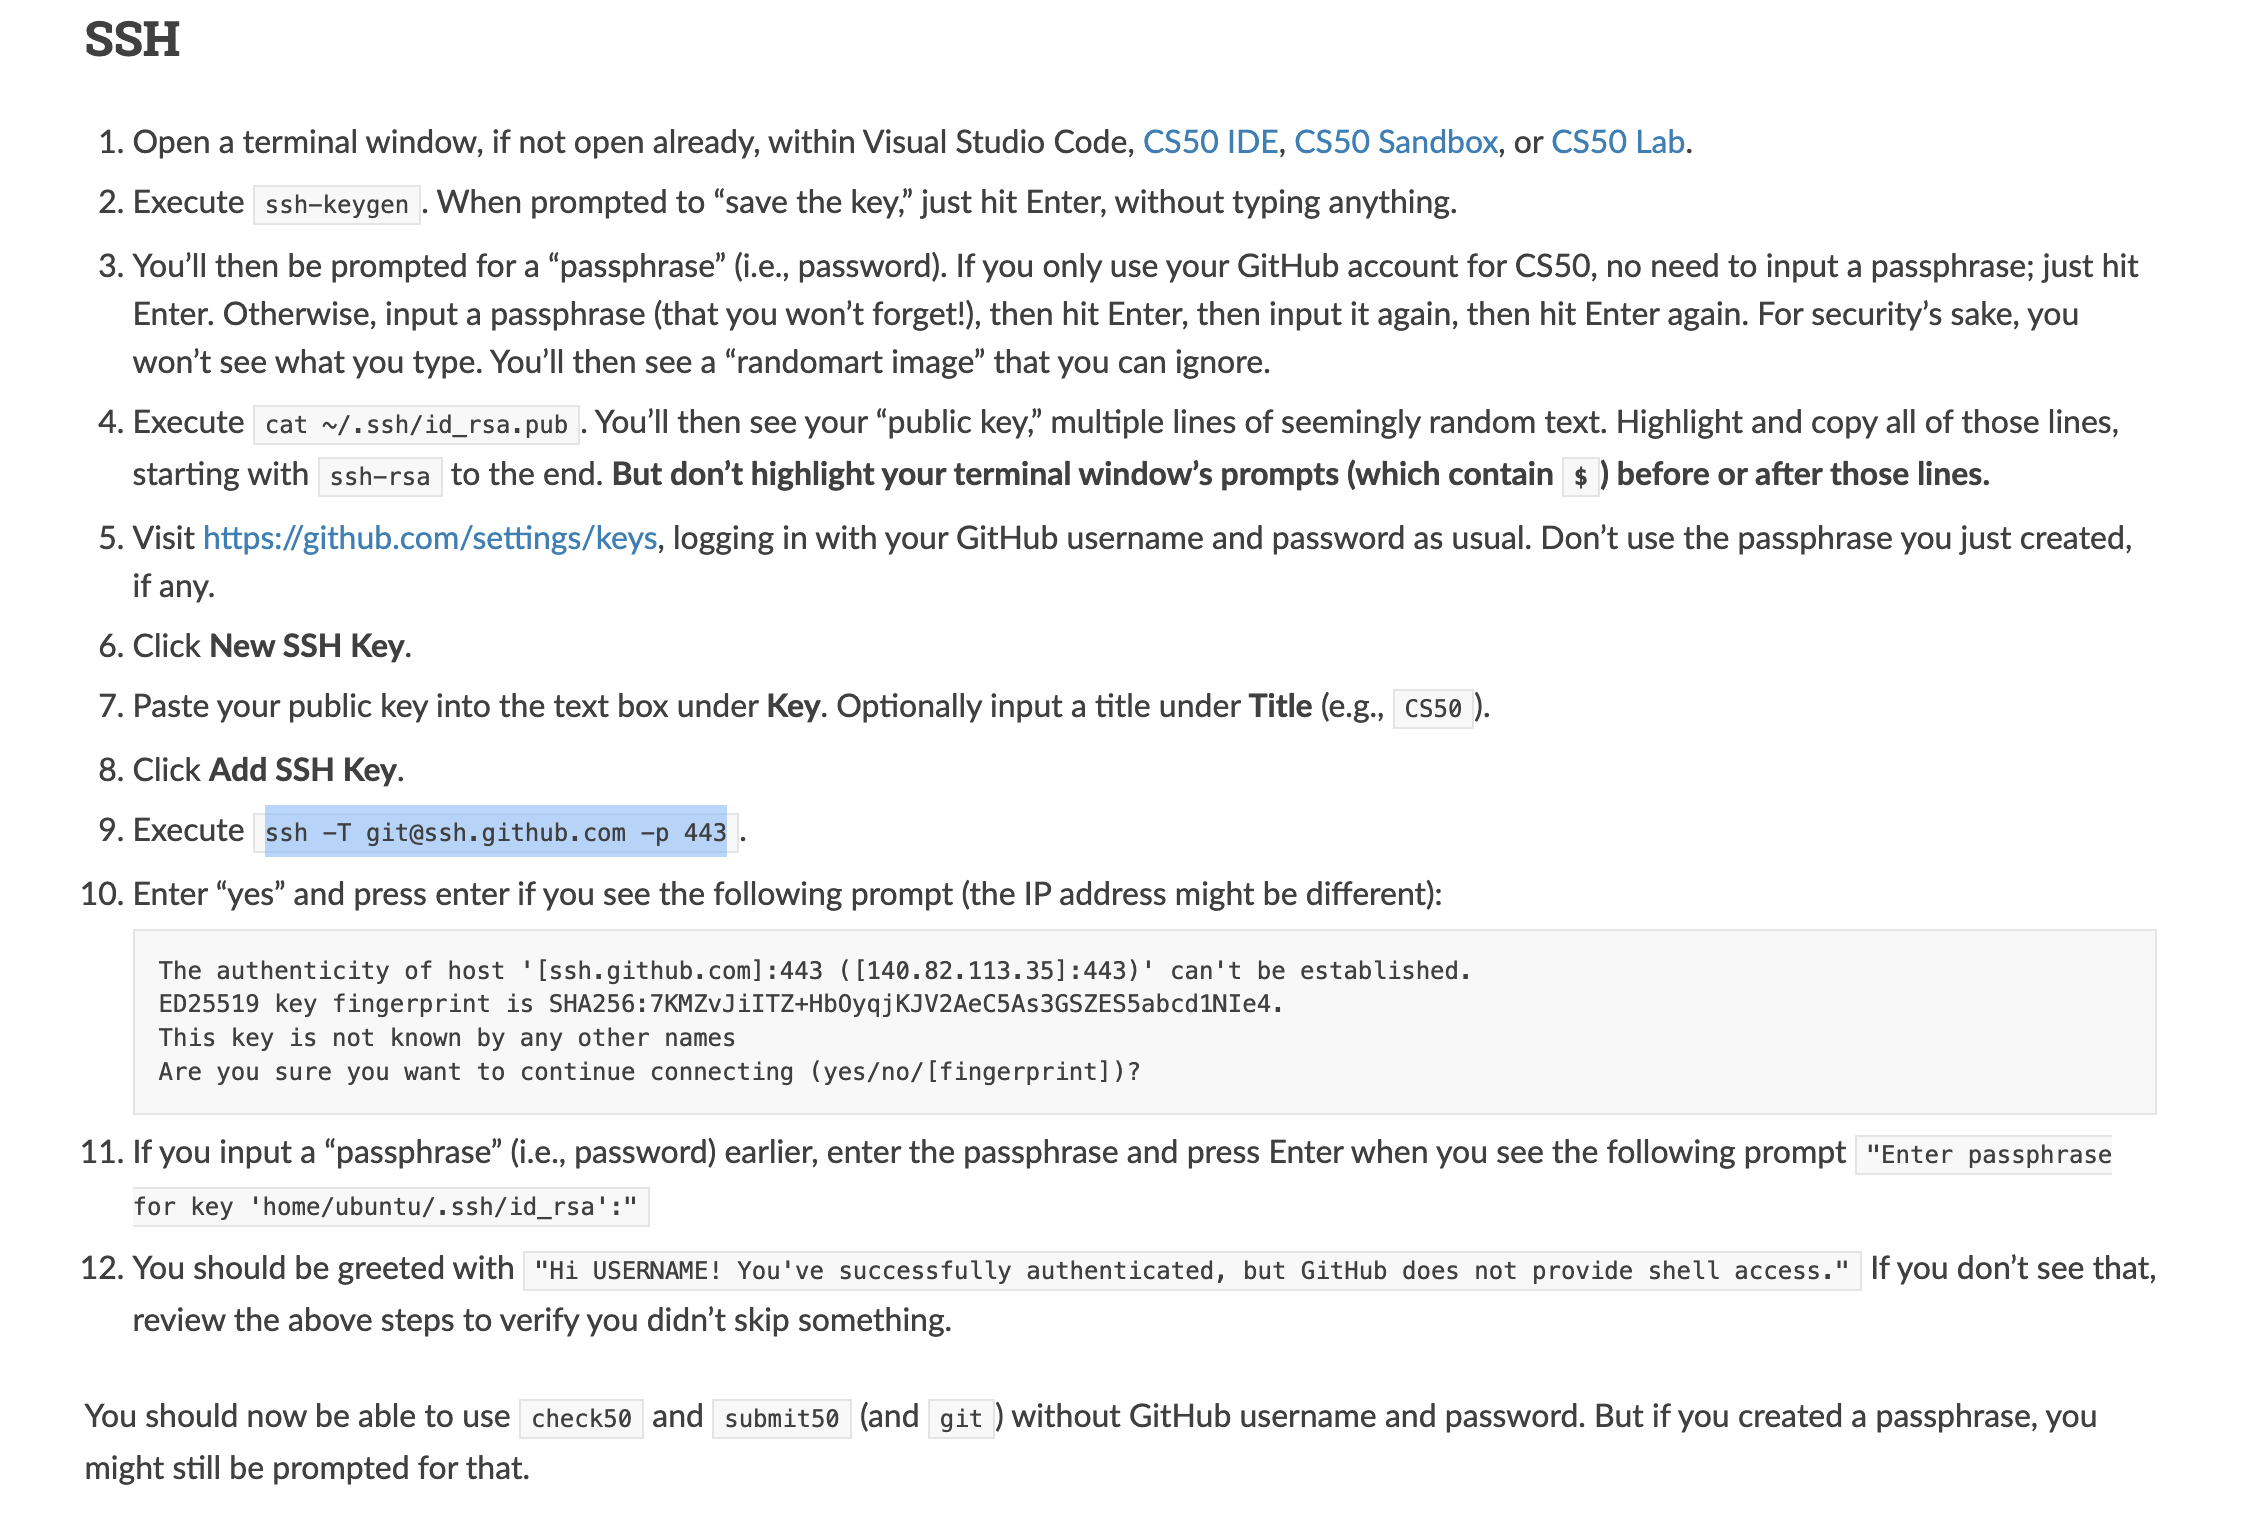 SSH
1. Open a terminal window, if not open already, within Visual Studio Code, CS50 IDE, CS50 Sandbox, or CS50 Lab.
2. Execute ssh-keygen. When prompted to “save the key,” just hit Enter, without typing anything.
3. You’ll then be prompted for a “passphrase” (i.e., password). If you only use your GitHub account for CS50, no need to input a passphrase; just hit
Enter. Otherwise, input a passphrase (that you won’t forget!), then hit Enter, then input it again, then hit Enter again. For security’s sake, you
won’t see what you type. You’ll then see a “randomart image” that you can ignore.
4. Execute cat ~/.ssh/id_rsa.pub. You’ll then see your “public key,” multiple lines of seemingly random text. Highlight and copy all of those lines,
starting with ssh-rsa to the end. But don’t highlight your terminal window’s prompts (which contain $) before or after those lines.
5. Visit https://github.com/settings/keys, logging in with your GitHub username and password as usual. Don’t use the passphrase you just created,
if any.
6. Click New SSH Key.
7. Paste your public key into the text box under Key. Optionally input a title under Title (e.g., CS50).
8. Click Add SSH Key.
9. Execute ssh -T git@ssh.github.com -p 443.
10. Enter “yes” and press enter if you see the following prompt (the IP address might be different):
The authenticity of host '[ssh.github.com]:443 ([140.82.113.35]:443)' can't be established.
ED25519 key fingerprint is SHA256:7KMZvJiITZ+HbOyqjKJV2AeC5As3GSZES5abcd1NIe4.
This key is not known by any other names
Are you sure you want to continue connecting (yes/no/[fingerprint])?
11. If you input a “passphrase” (i.e., password) earlier, enter the passphrase and press Enter when you see the following prompt "Enter passphrase
for key 'home/ubuntu/.ssh/id_rsa':"
12. You should be greeted with "Hi USERNAME! You've successfully authenticated, but GitHub does not provide shell access." If you don’t see that,
review the above steps to verify you didn’t skip something.
You should now be able to use check50 and submit50 (and git) without GitHub username and password. But if you created a passphrase, you
might still be prompted for that.